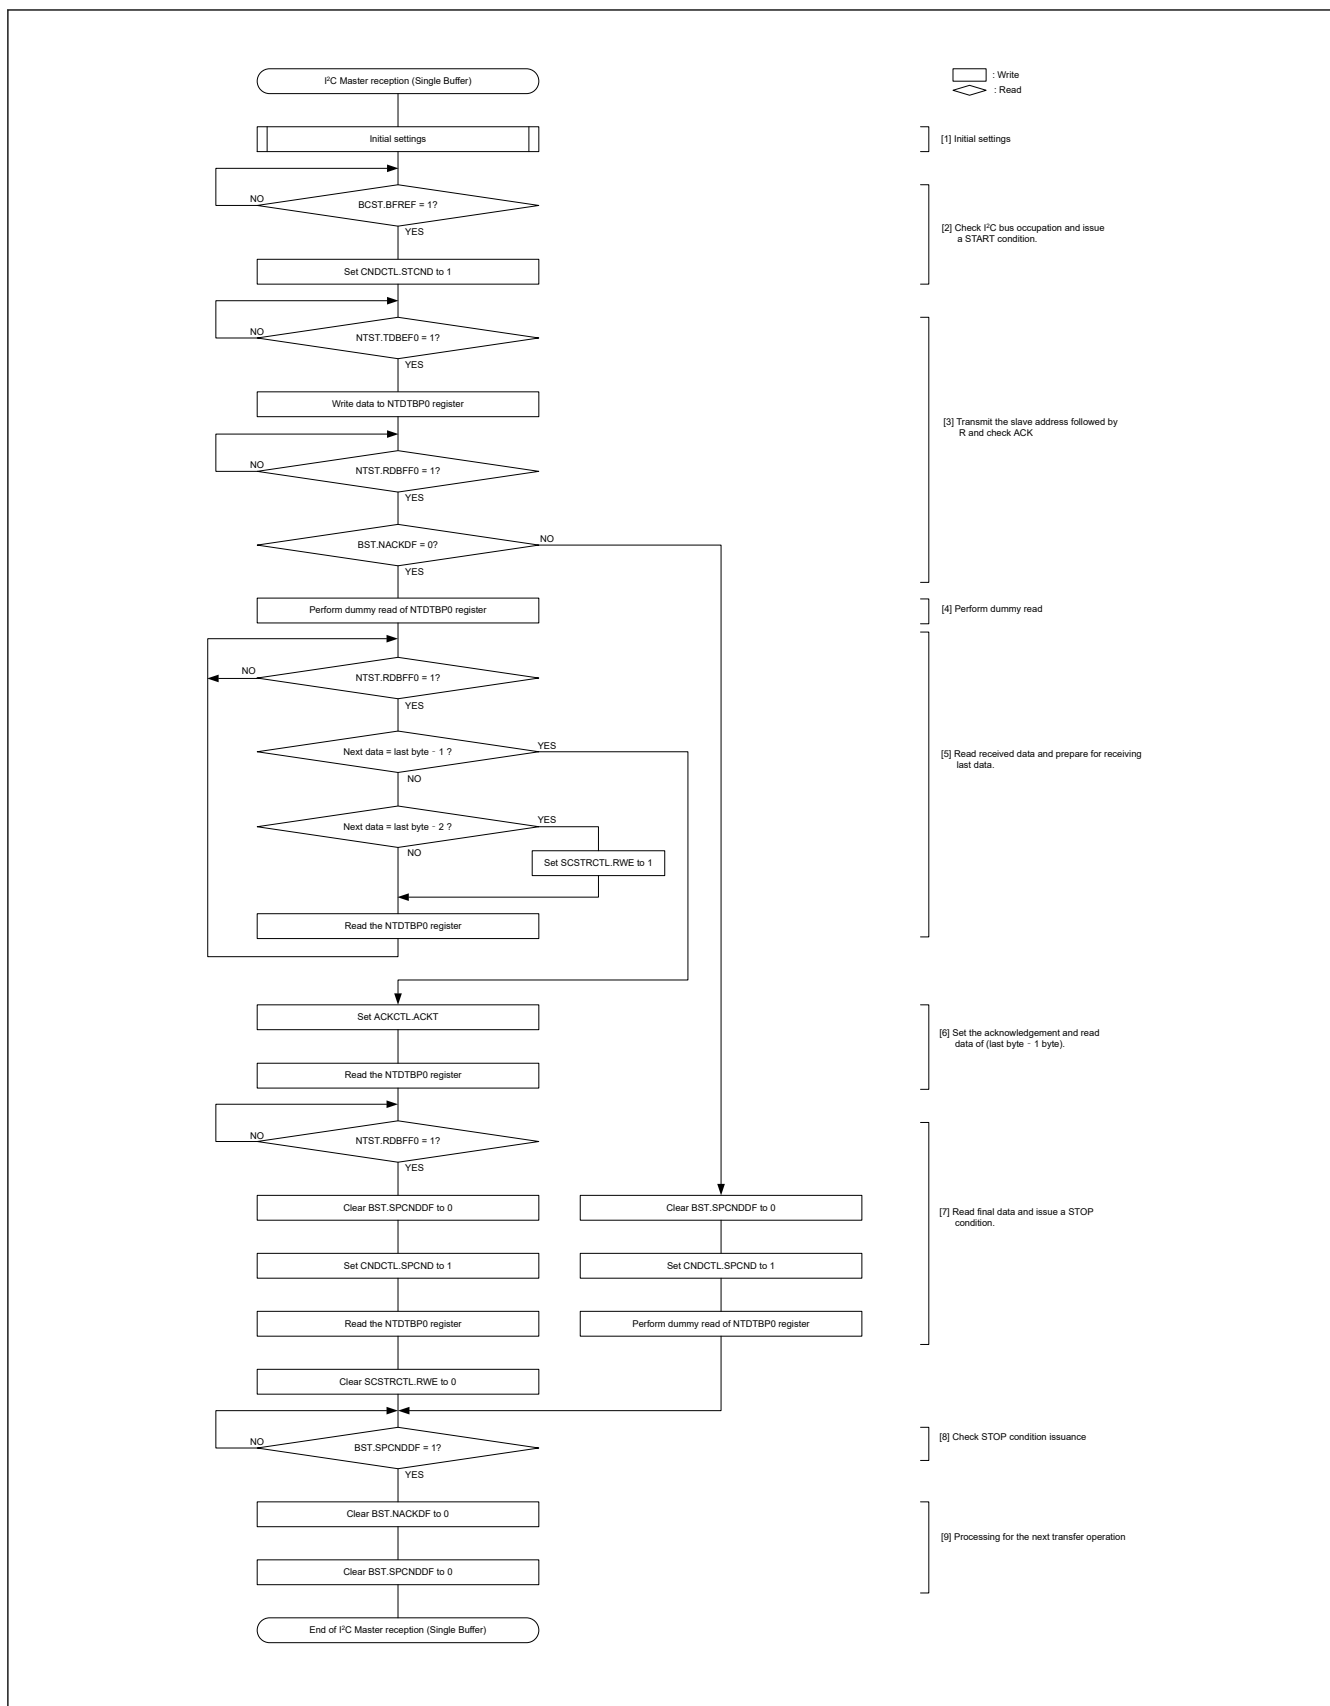 I²C Master reception (Single Buffer)
: Write
: Read
Initial settings
[1] Initial settings
NO
BCST.BFREF = 1?
YES
[2] Check I²C bus occupation and issue
a START condition.
Set CNDCTL.STCND to 1
NO
NTST.TDBEF0 = 1?
YES
Write data to NTDTBP0 register
[3] Transmit the slave address followed by
R and check ACK
NO
NTST.RDBFF0 = 1?
YES
BST.NACKDF = 0?
NO
YES
Perform dummy read of NTDTBP0 register
[4] Perform dummy read
NO
NTST.RDBFF0 = 1?
YES
Next data = last byte - 1 ?
YES
NO
[5] Read received data and prepare for receiving
last data.
Next data = last byte - 2 ?
YES
NO
Set SCSTRCTL.RWE to 1
Read the NTDTBP0 register
Set ACKCTL.ACKT
[6] Set the acknowledgement and read
data of (last byte - 1 byte).
Read the NTDTBP0 register
NO
NTST.RDBFF0 = 1?
YES
Clear BST.SPCNDDF to 0
Clear BST.SPCNDDF to 0
[7] Read final data and issue a STOP
condition.
Set CNDCTL.SPCND to 1
Set CNDCTL.SPCND to 1
Read the NTDTBP0 register
Perform dummy read of NTDTBP0 register
Clear SCSTRCTL.RWE to 0
NO
BST.SPCNDDF = 1?
YES
[8] Check STOP condition issuance
Clear BST.NACKDF to 0
[9] Processing for the next transfer operation
Clear BST.SPCNDDF to 0
End of I²C Master reception (Single Buffer)